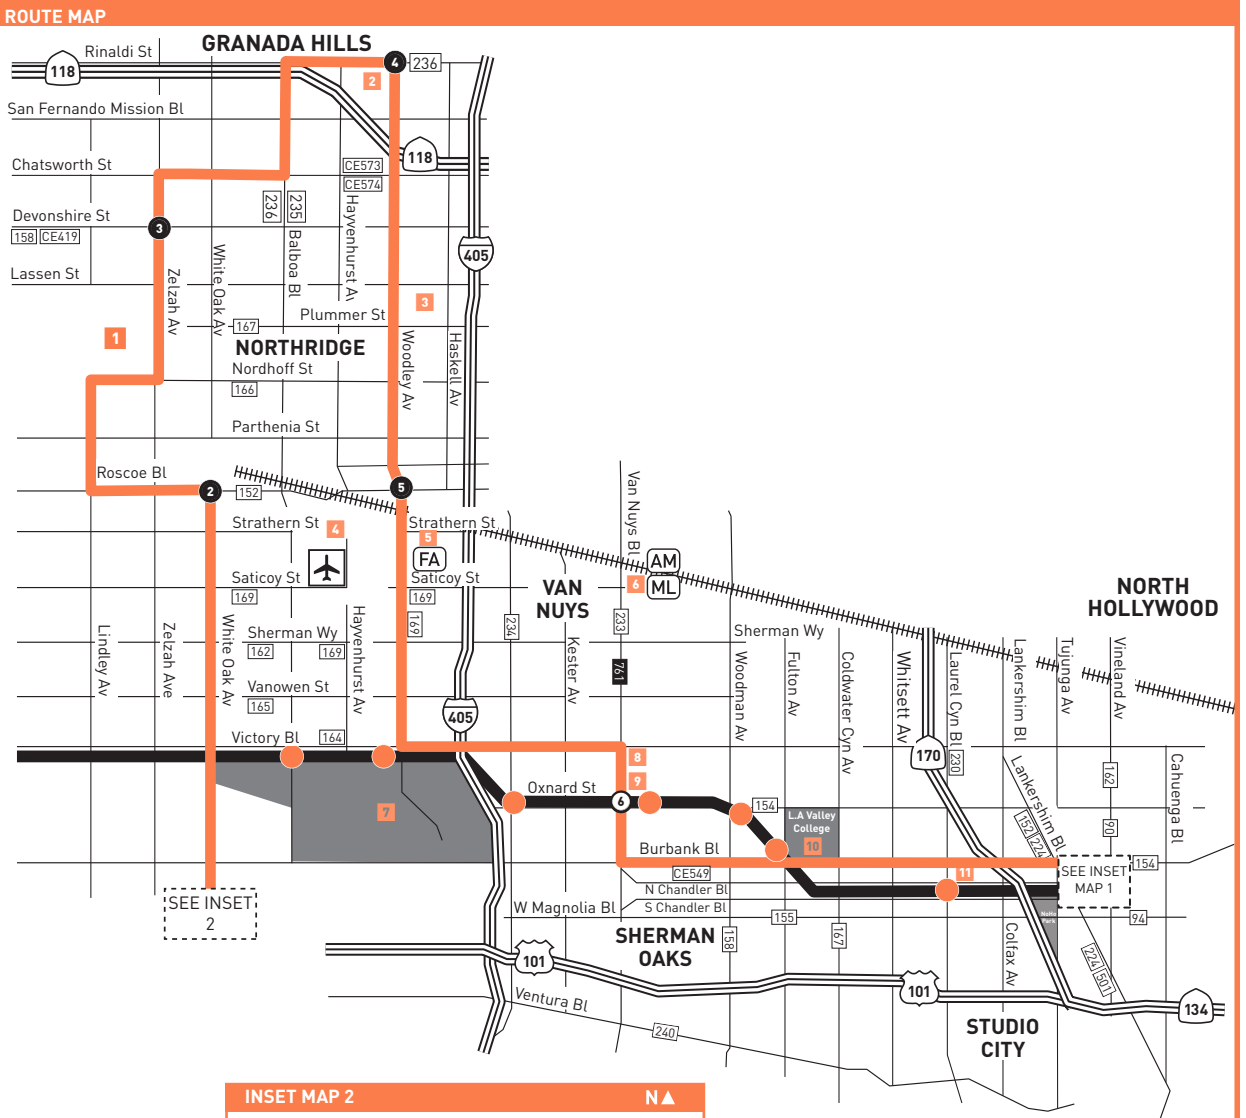 ROUTE MAP
GRANADA HILLS
Rinaldi St
118
4
236
2
San Fernando Mission Bl
118
Chatsworth St
CE573
CE574
236
235
Devonshire St
158
CE419
3
Hayvenhurst Av
Balboa Bl
White Oak Av
Zelzah Av
405
Lassen St
3
Plummer St
167
1
NORTHRIDGE
Woodley Av
Haskell Av
Nordhoff St
166
Parthenia St
Roscoe Bl
2
152
5
Van Nuys Bl
Strathern St
4
Strathern St
5
FA
AM
ML
6
Saticoy St
169
Saticoy St
169
VAN
NUYS
NORTH
HOLLYWOOD
169
234
233
761
Lindley Av
Zelzah Ave
White Oak Av
Hayvenhurst Av
Sherman Wy
162
169
Kester Av
Sherman Wy
Woodman Av
Fulton Av
Coldwater Cyn Av
Whitsett Av
Laurel Cyn Bl
Lankershim Bl
Tujunga Av
Vineland Av
Vanowen St
165
405
Victory Bl
164
8
170
230
Cahuenga Bl
162
Lankershim Bl
9
Oxnard St
6
154
7
L.A Valley
College
10
152
224
90
Burbank Bl
CE549
11
SEE INSET
MAP 1
154
N Chandler Bl
S Chandler Bl
SEE INSET
2
W Magnolia Bl
155
94
SHERMAN
OAKS
158
167
Colfax Av
224
501
101
101
134
Ventura Bl
240
STUDIO
CITY
INSET MAP 2
N